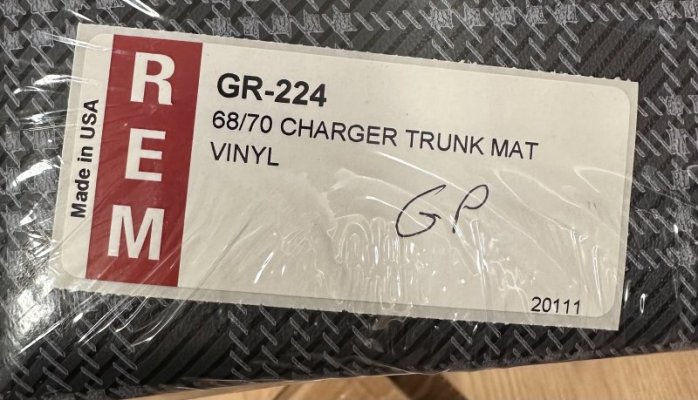 Made in USA
REM
GR-224
68/70 CHARGER TRUNK MAT
VINYL
GP
20111